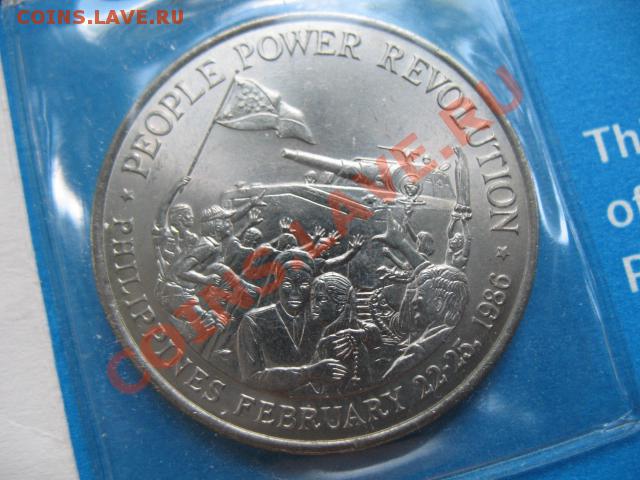 COINS.LAVE.RU
* PEOPLE POWER REVOLUTION *
PHILIPPINES, FEBRUARY 22-25, 1986
COINS.LAVE.RU
Th
of